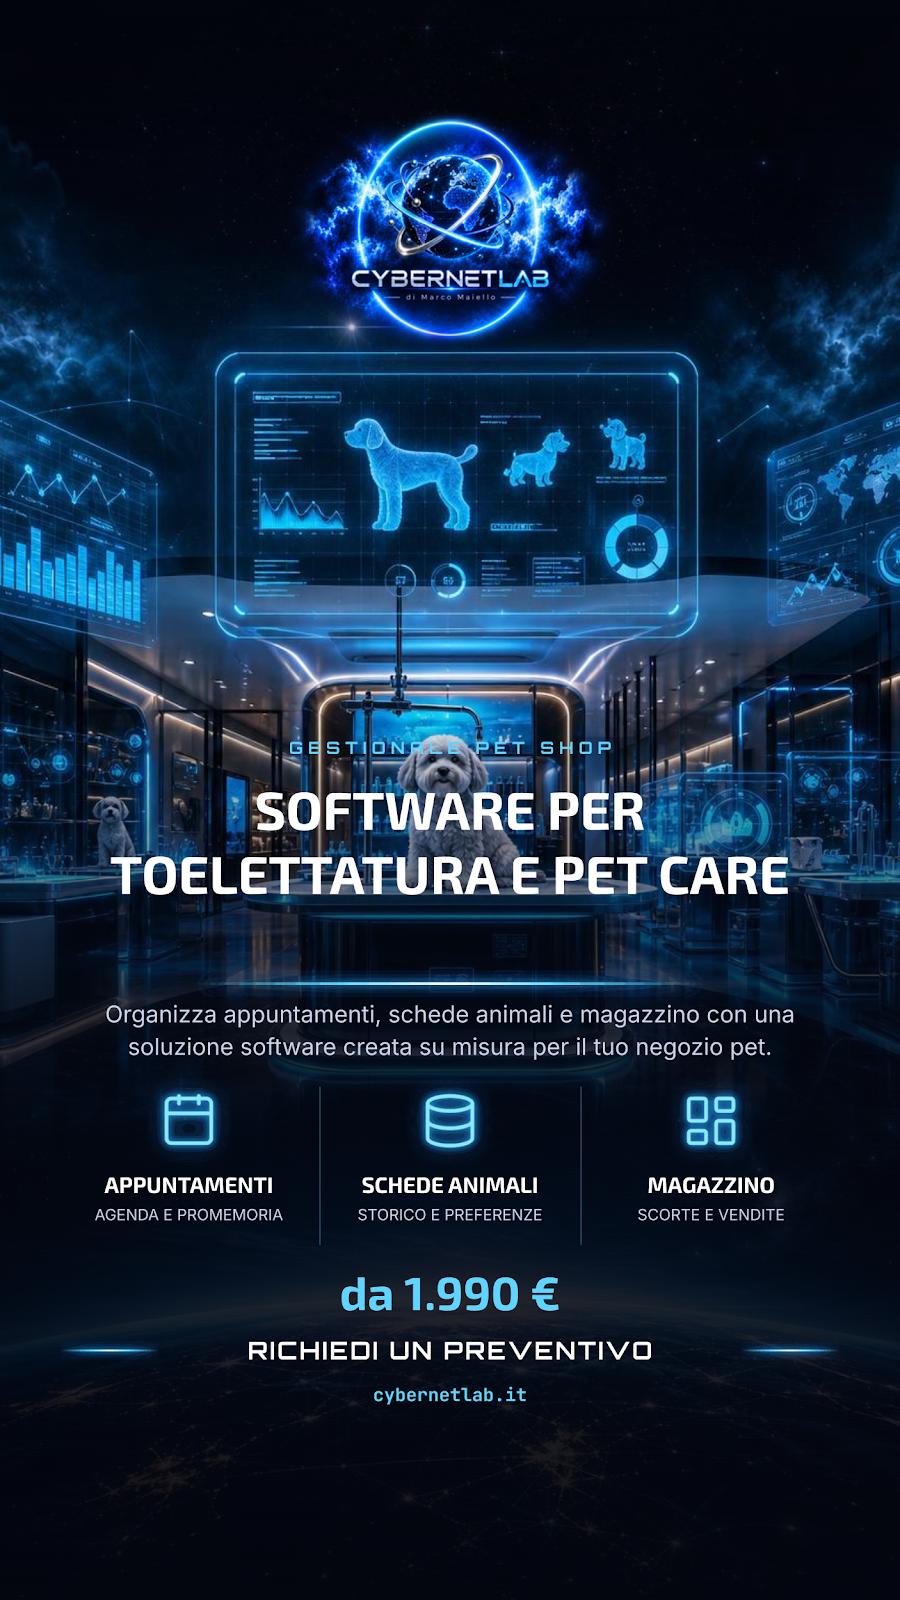 CYBERNETLAB
di Marco Maiello
GESTIONALE PET SHOP
SOFTWARE PER
TOELETTATURA E PET CARE
Organizza appuntamenti, schede animali e magazzino con una
soluzione software creata su misura per il tuo negozio pet.
APPUNTAMENTI
AGENDA E PROMEMORIA
SCHEDE ANIMALI
STORICO E PREFERENZE
MAGAZZINO
SCORTE E VENDITE
da 1.990 €
RICHIEDI UN PREVENTIVO
cybernetlab.it